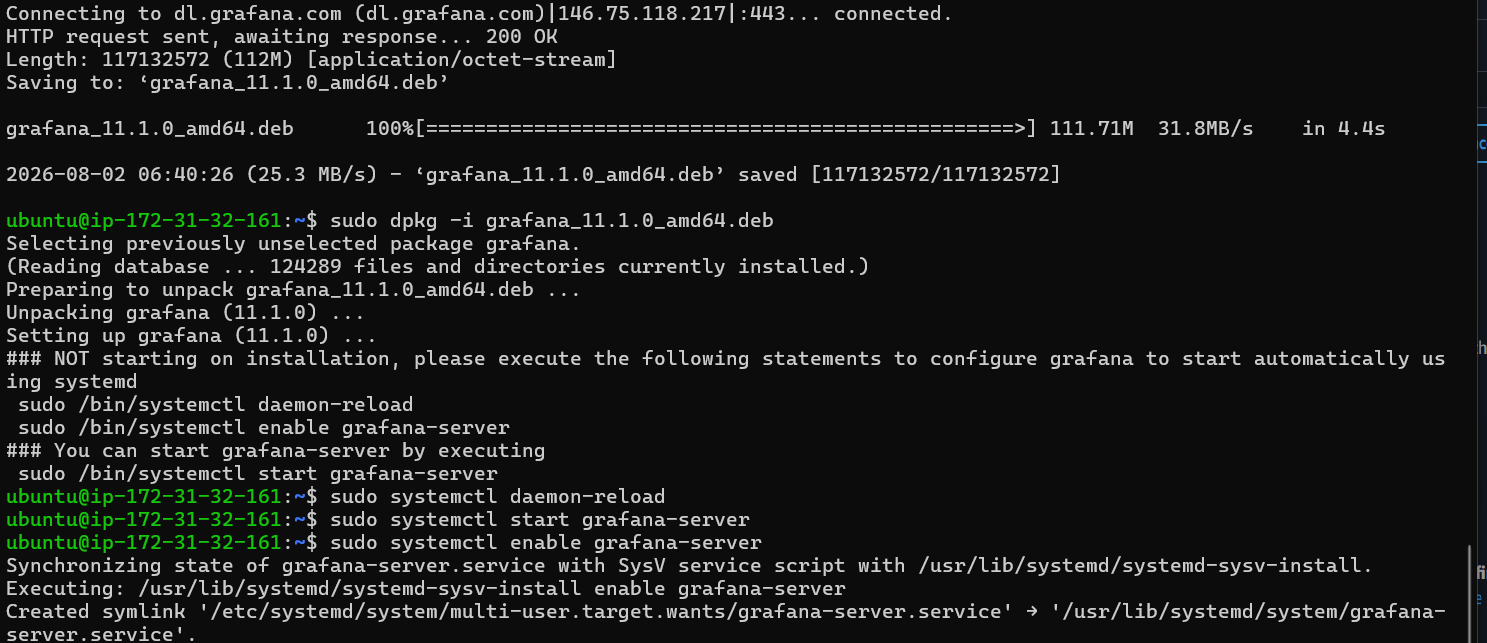 Connecting to dl.grafana.com (dl.grafana.com)|146.75.118.217|:443... connected.
HTTP request sent, awaiting response... 200 OK
Length: 117132572 (112M) [application/octet-stream]
Saving to: ‘grafana_11.1.0_amd64.deb’
grafana_11.1.0_amd64.deb      100%[=================================================>] 111.71M  31.8MB/s    in 4.4s
2026-08-02 06:40:26 (25.3 MB/s) - ‘grafana_11.1.0_amd64.deb’ saved [117132572/117132572]
ubuntu@ip-172-31-32-161:~$ sudo dpkg -i grafana_11.1.0_amd64.deb
Selecting previously unselected package grafana.
(Reading database ... 124289 files and directories currently installed.)
Preparing to unpack grafana_11.1.0_amd64.deb ...
Unpacking grafana (11.1.0) ...
Setting up grafana (11.1.0) ...
### NOT starting on installation, please execute the following statements to configure grafana to start automatically us
ing systemd
 sudo /bin/systemctl daemon-reload
 sudo /bin/systemctl enable grafana-server
### You can start grafana-server by executing
 sudo /bin/systemctl start grafana-server
ubuntu@ip-172-31-32-161:~$ sudo systemctl daemon-reload
ubuntu@ip-172-31-32-161:~$ sudo systemctl start grafana-server
ubuntu@ip-172-31-32-161:~$ sudo systemctl enable grafana-server
Synchronizing state of grafana-server.service with SysV service script with /usr/lib/systemd/systemd-sysv-install.
Executing: /usr/lib/systemd/systemd-sysv-install enable grafana-server
Created symlink '/etc/systemd/system/multi-user.target.wants/grafana-server.service' → '/usr/lib/systemd/system/grafana-
server.service'.